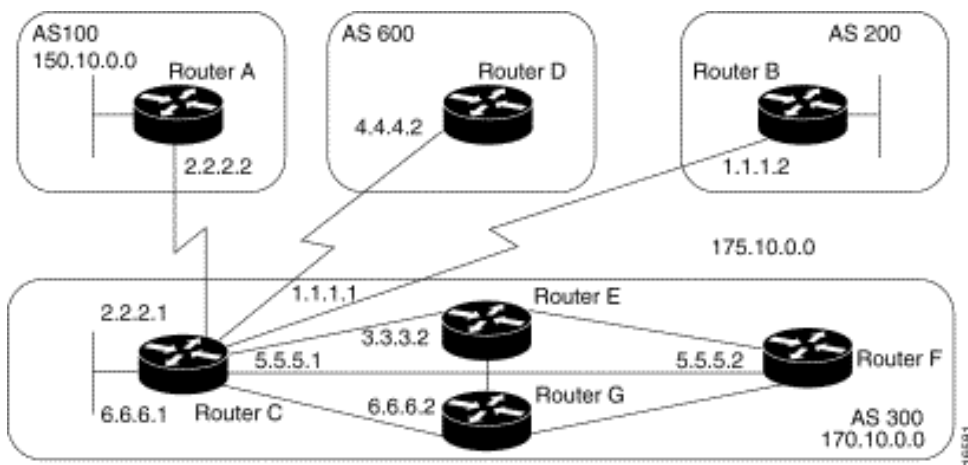 AS100
150.10.0.0
Router A
2.2.2.2
AS 600
Router D
4.4.4.2
AS 200
Router B
1.1.1.2
175.10.0.0
2.2.2.1
1.1.1.1
Router E
3.3.3.2
5.5.5.1
5.5.5.2
Router F
6.6.6.1
Router C
6.6.6.2
Router G
AS 300
170.10.0.0
16581